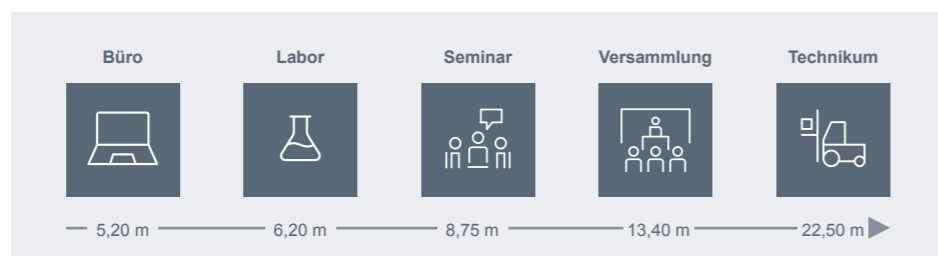 Büro Labor Seminar Versammlung Technikum
5,20 m 6,20 m 8,75 m 13,40 m 22,50 m